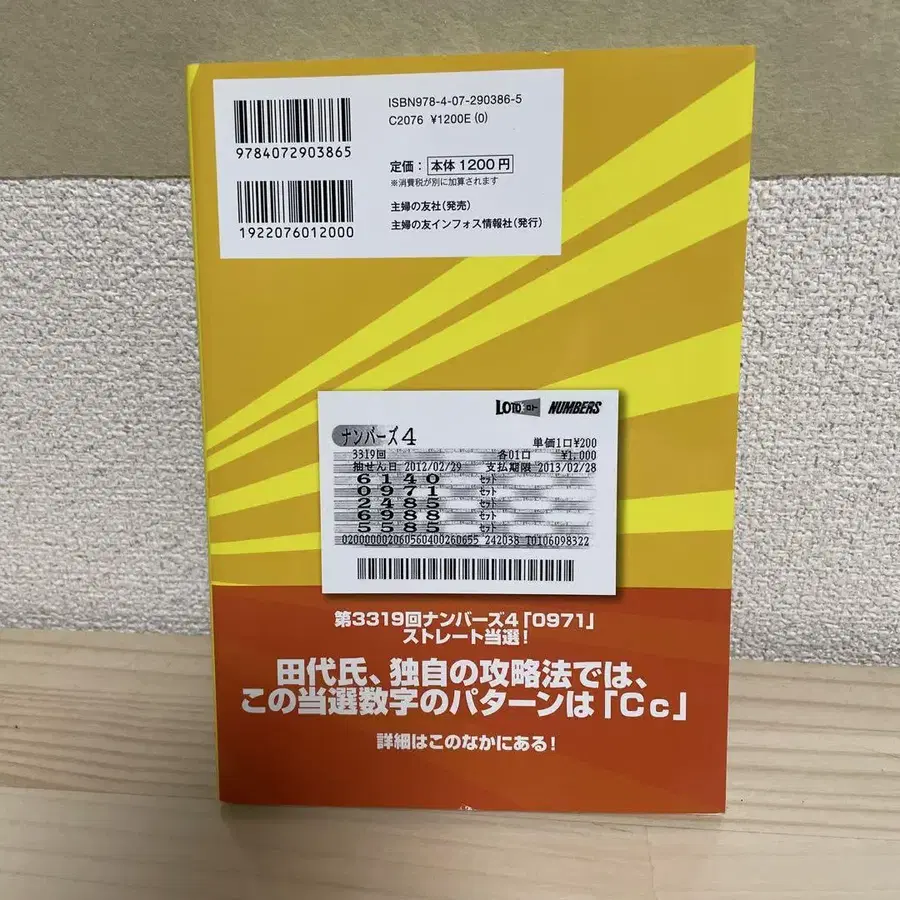 ISBN978-4-07-290386-5
C2076 ¥1200E(0)
9784072903865
定価：本体1200円
※消費税が別に加算されます
1922076012000
主婦の友社(発売)
主婦の友インフォス情報社(発行)
LOTO ロト NUMBERS
ナンバーズ4
単価1口¥200
3319回 各01口 ¥1,000
抽せん日 2012/02/29 支払期限 2013/02/28
6140 セット
0971 セット
2485 セット
6988 セット
5585 セット
020000002060560400260655 242038 T0106098322
第3319回ナンバーズ4「0971」
ストレート当選！
田代氏、独自の攻略法では、
この当選数字のパターンは「Cc」
詳細はこのなかにある！